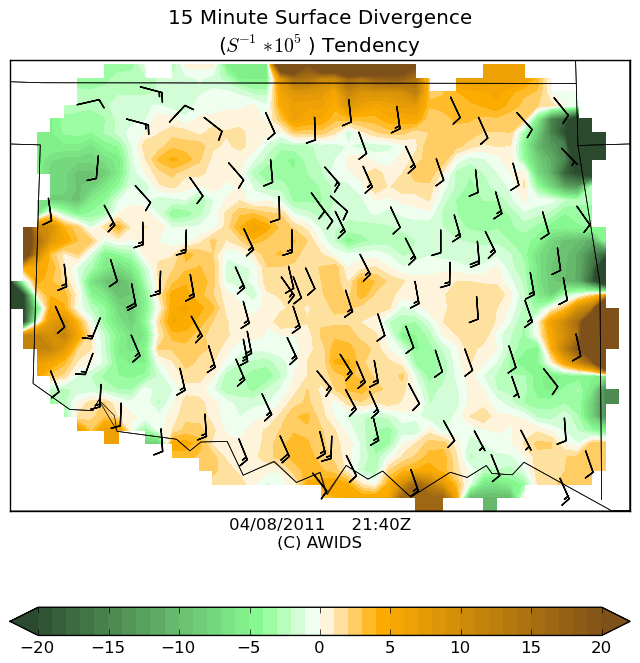 15 Minute Surface Divergence
(S⁻¹ *10⁵ ) Tendency
04/08/2011 21:40Z
(C) AWIDS
−20 −15 −10 −5 0 5 10 15 20